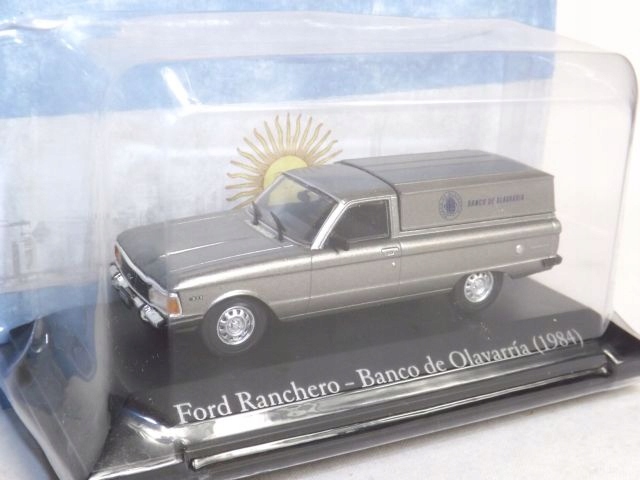 BANCO DE OLAVARRIA
Ford Ranchero - Banco de Olavarría (1984)